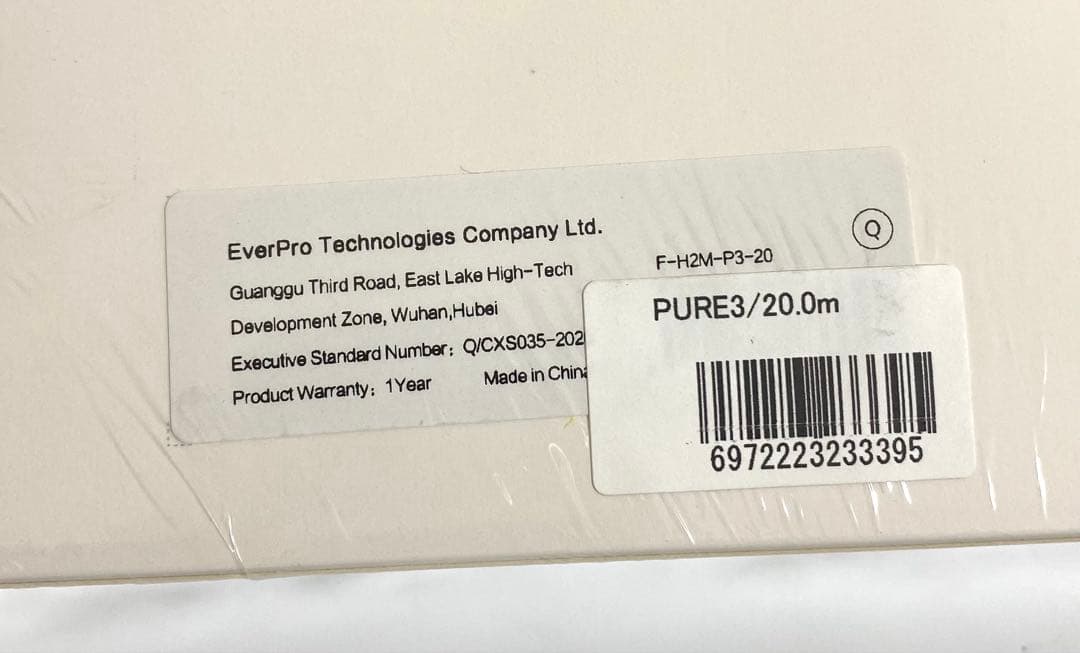 EverPro Technologies Company Ltd.
Guanggu Third Road, East Lake High-Tech
Development Zone, Wuhan,Hubei
Executive Standard Number: Q/CXS035-202
Product Warranty: 1Year Made in China
Q
F-H2M-P3-20
PURE3/20.0m
6972223233395